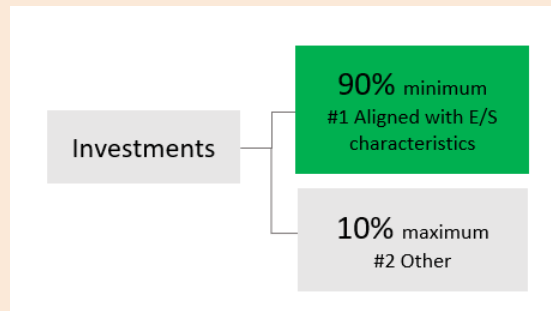 Investments
90% minimum
#1 Aligned with E/S
characteristics
10% maximum
#2 Other